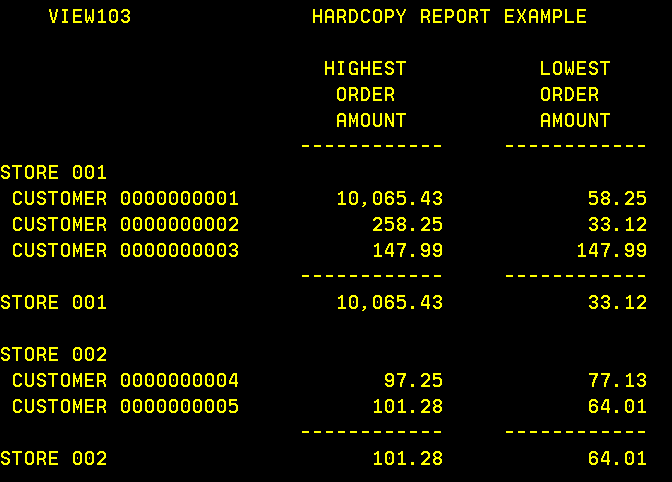 VIEW103 HARDCOPY REPORT EXAMPLE
HIGHEST LOWEST
ORDER ORDER
AMOUNT AMOUNT
------------ ------------
STORE 001
CUSTOMER 0000000001 10,065.43 58.25
CUSTOMER 0000000002 258.25 33.12
CUSTOMER 0000000003 147.99 147.99
------------ ------------
STORE 001 10,065.43 33.12
STORE 002
CUSTOMER 0000000004 97.25 77.13
CUSTOMER 0000000005 101.28 64.01
------------ ------------
STORE 002 101.28 64.01